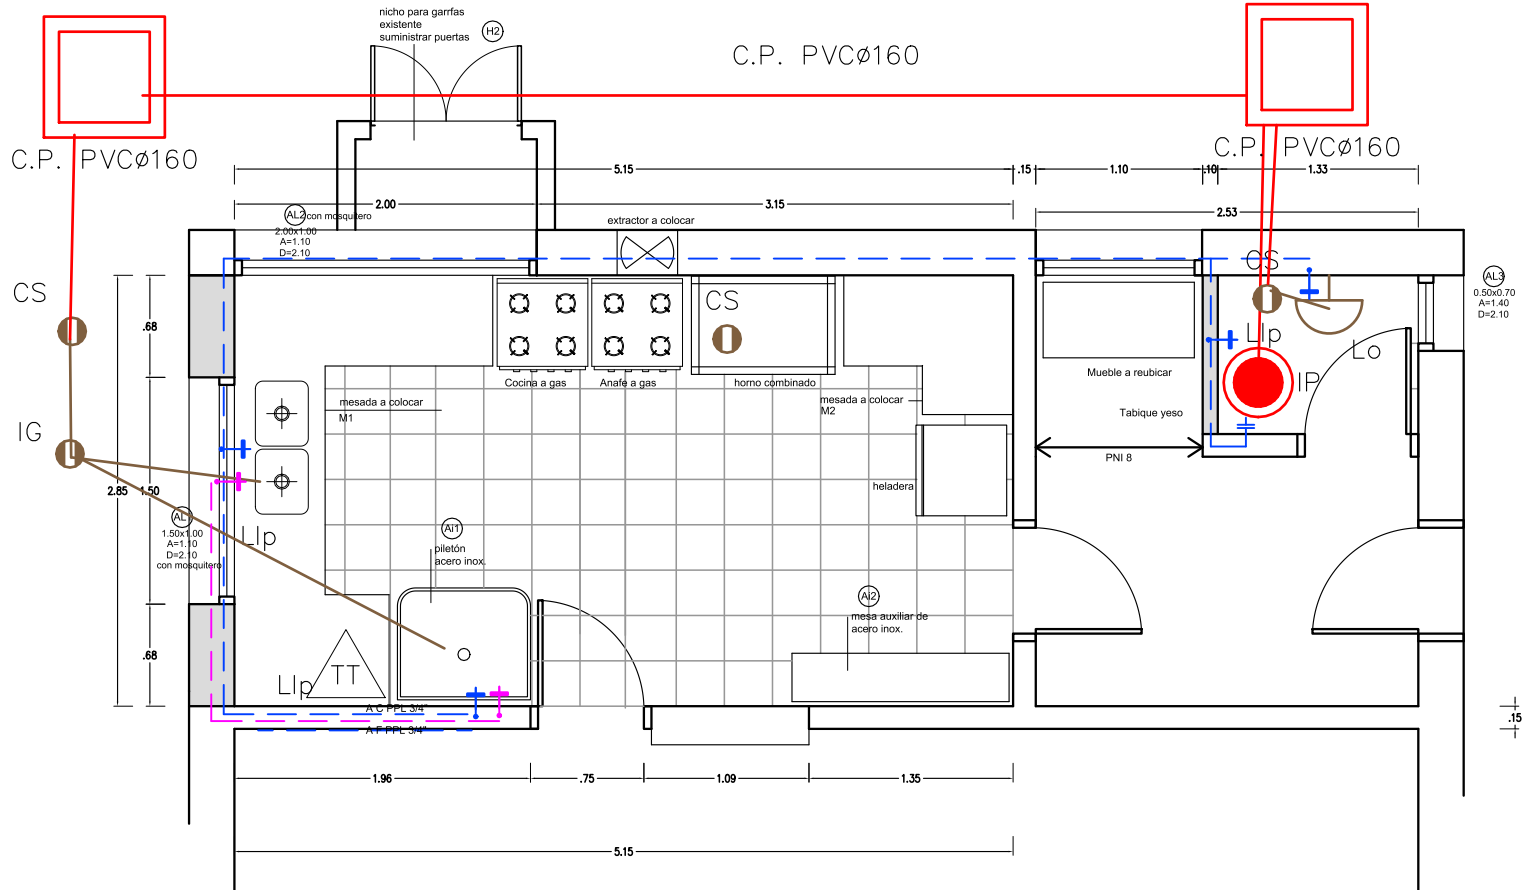 nicho para garrfas
existente
suministrar puertas
H2
C.P. PVCø160
C.P. PVCø160
C.P. PVCø160
5.15
.15
1.10
.10
1.33
2.00
3.15
2.53
AL2 con mosquitero
2.00x1.00
A=1.10
D=2.10
extractor a colocar
CS
AL3
0.50x0.70
A=1.40
D=2.10
CS
CS
.68
Llp
Lo
Cocina a gas
Anafe a gas
horno combinado
Mueble a reubicar
IP
mesada a colocar
M1
mesada a colocar
M2
Tabique yeso
IG
PNI 8
2.85
1.50
heladera
AL
1.50x1.00
A=1.10
D=2.10
con mosquitero
Llp
Ai1
piletón
acero inox.
Ai2
mesa auxiliar de
acero inox.
.68
TT
Llp
A C PPL 3/4"
A F PPL 3/4"
.15
1.96
.75
1.09
1.35
5.15